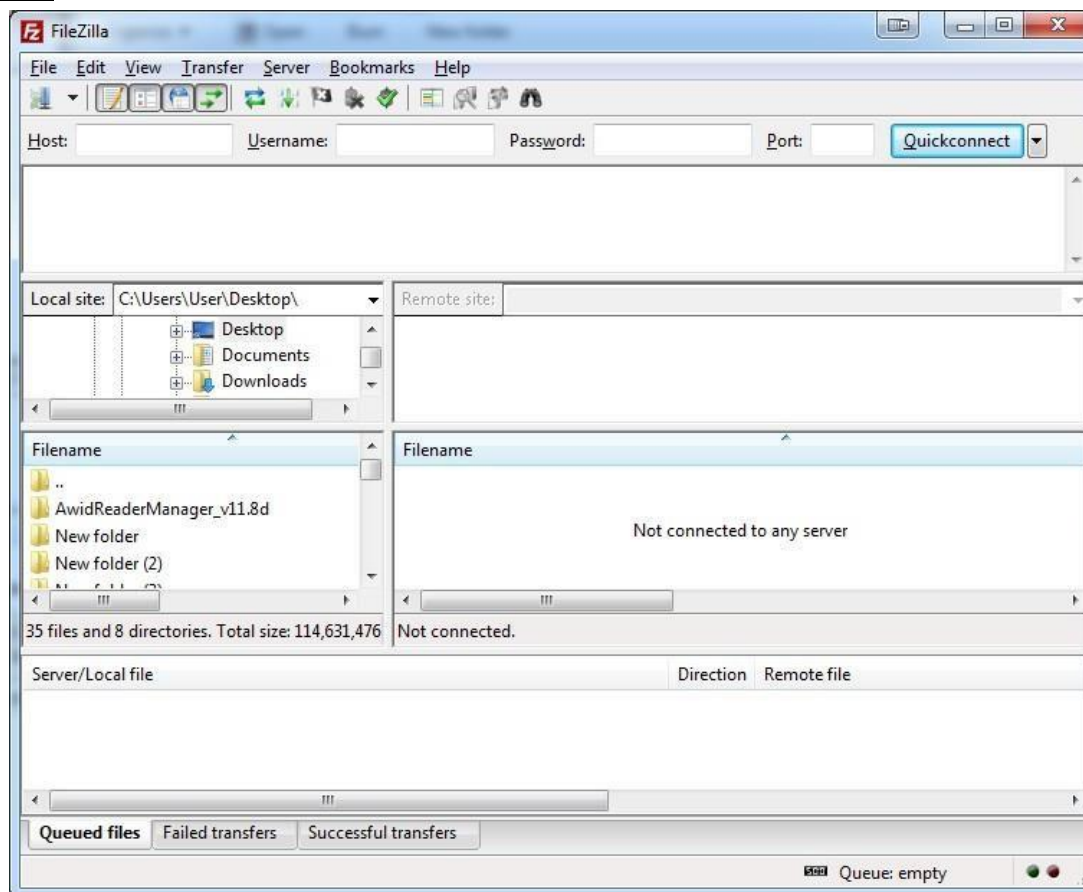 FileZilla
File Edit View Transfer Server Bookmarks Help
Host: Username: Password: Port: Quickconnect
Local site: C:\Users\User\Desktop\ Remote site:
Desktop
Documents
Downloads
Filename Filename
..
AwidReaderManager_v11.8d
New folder
Not connected to any server
New folder (2)
35 files and 8 directories. Total size: 114,631,476 Not connected.
Server/Local file Direction Remote file
Queued files Failed transfers Successful transfers
Queue: empty